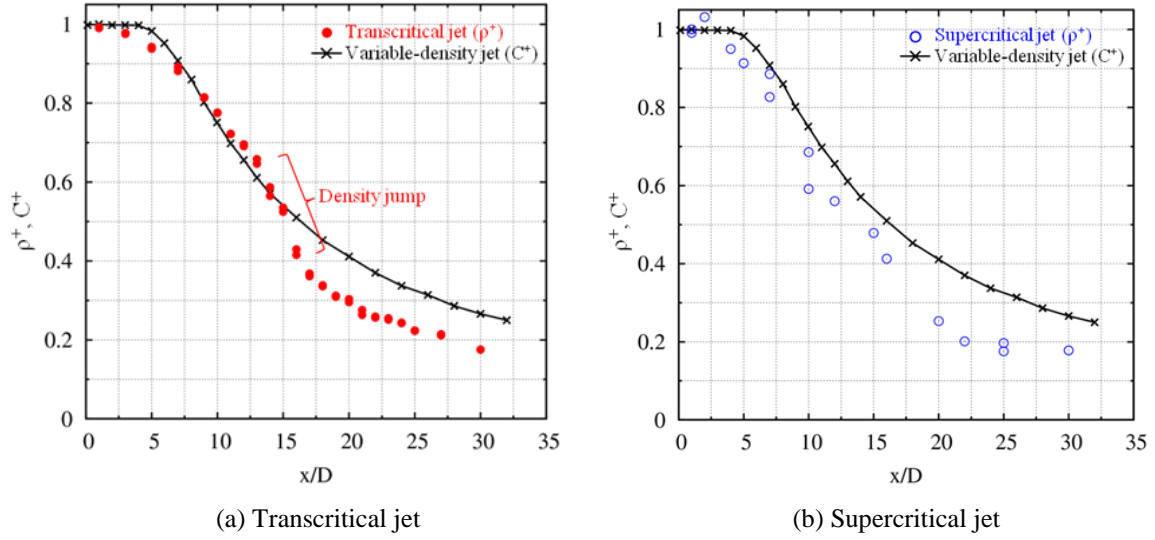 1
0.8
0.6
0.4
0.2
0
ρ⁺, C⁺
Transcritical jet (ρ⁺)
Variable-density jet (C⁺)
Density jump
0 5 10 15 20 25 30 35
x/D
(a) Transcritical jet
1
0.8
0.6
0.4
0.2
0
ρ⁺, C⁺
Supercritical jet (ρ⁺)
Variable-density jet (C⁺)
0 5 10 15 20 25 30 35
x/D
(b) Supercritical jet